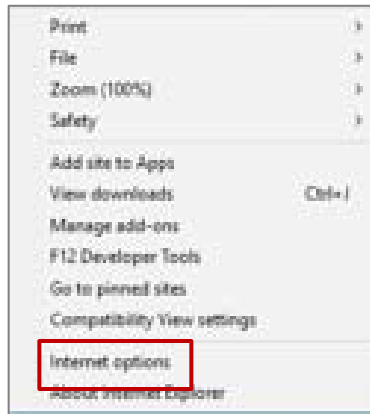 Print
File
Zoom (100%)
Safety
Add site to Apps
View downloads Ctrl+J
Manage add-ons
F12 Developer Tools
Go to pinned sites
Compatibility View settings
Internet options
About Internet Explorer